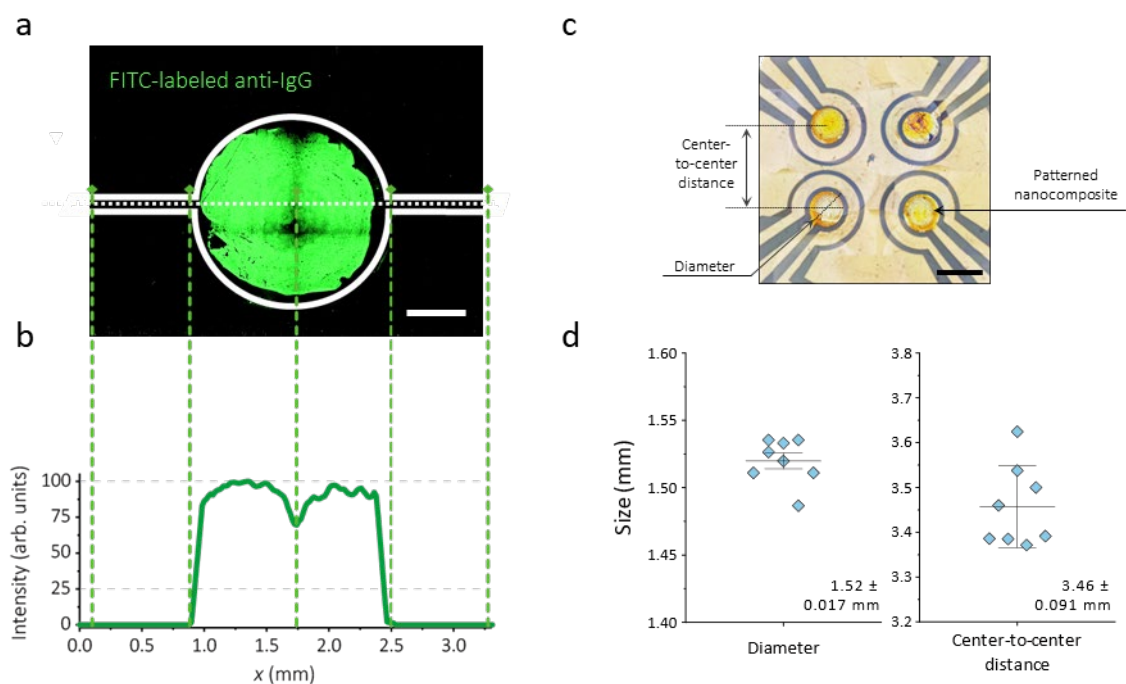 a
FITC-labeled anti-IgG
b
Intensity (arb. units)
100
75
50
25
0
0.0 0.5 1.0 1.5 2.0 2.5 3.0
x (mm)
c
Center-
to-center
distance
Diameter
Patterned
nanocomposite
d
Size (mm)
1.60
1.55
1.50
1.45
1.40
1.52 ±
0.017 mm
Diameter
3.8
3.7
3.6
3.5
3.4
3.3
3.2
3.46 ±
0.091 mm
Center-to-center
distance